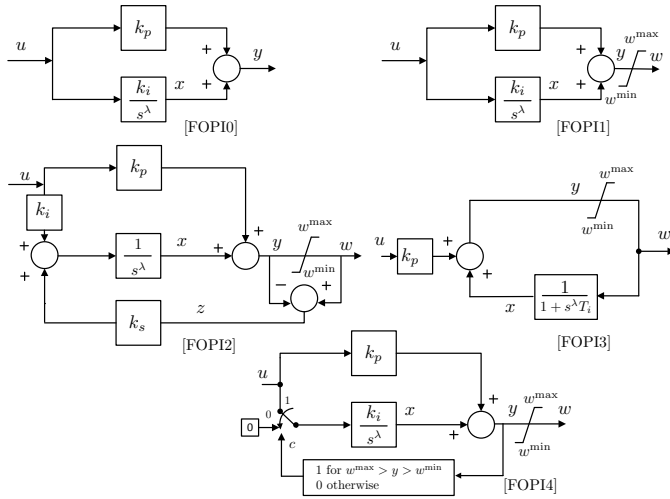 u
k_p
k_i
s^λ
x
+
+
y
[FOPI0]
u
k_p
k_i
s^λ
x
+
+
y
w^max
w
w^min
[FOPI1]
u
k_i
k_p
+
+
1
s^λ
x
+
+
y
w^max
w
w^min
−
+
z
k_s
[FOPI2]
u
k_p
+
+
y
w^max
w^min
w
x
1
1 + s^λ T_i
[FOPI3]
u
k_p
1
0
0
c
k_i
s^λ
x
+
+
y
w^max
w
w^min
1 for w^max > y > w^min
0 otherwise
[FOPI4]